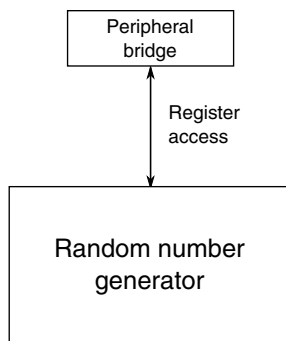 Peripheral
bridge
Register
access
Random number
generator